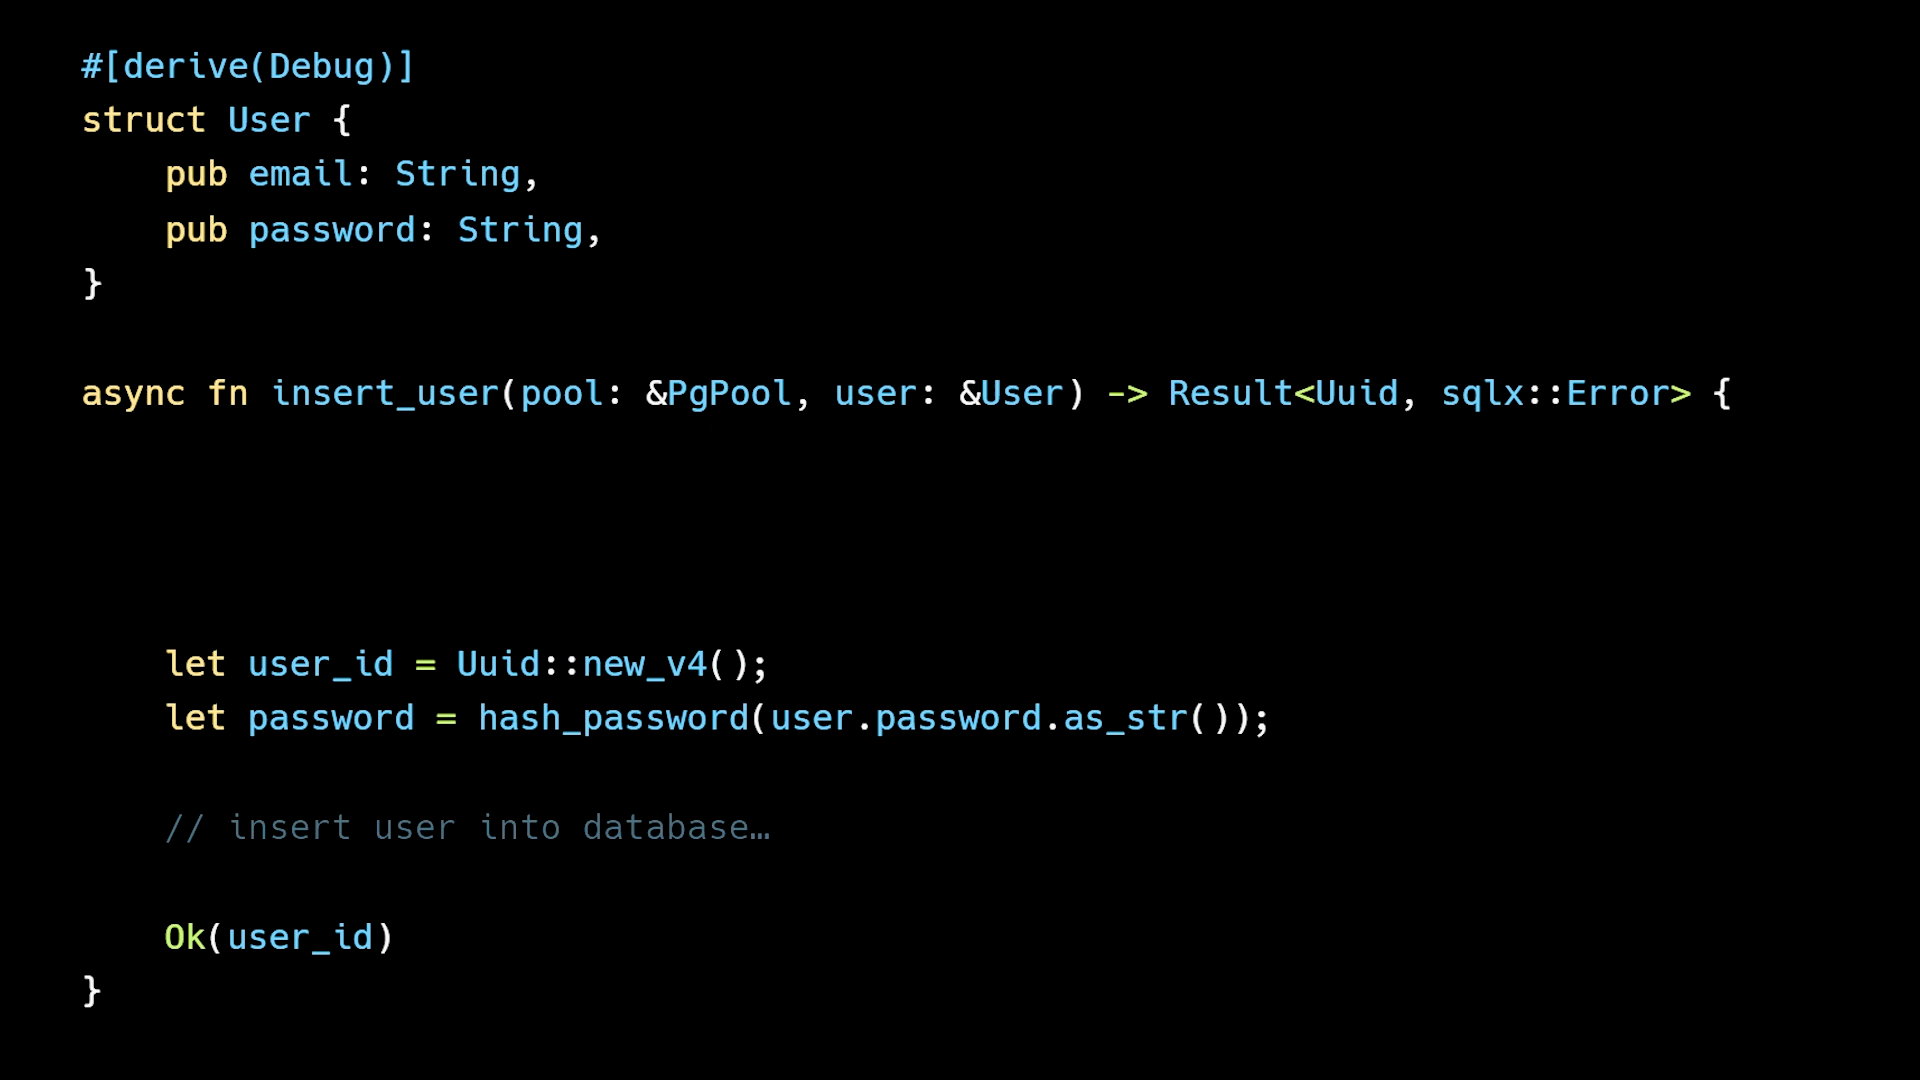 #[derive(Debug)]
struct User {
    pub email: String,
    pub password: String,
}

async fn insert_user(pool: &PgPool, user: &User) -> Result<Uuid, sqlx::Error> {

    let user_id = Uuid::new_v4();
    let password = hash_password(user.password.as_str());

    // insert user into database…

    Ok(user_id)
}